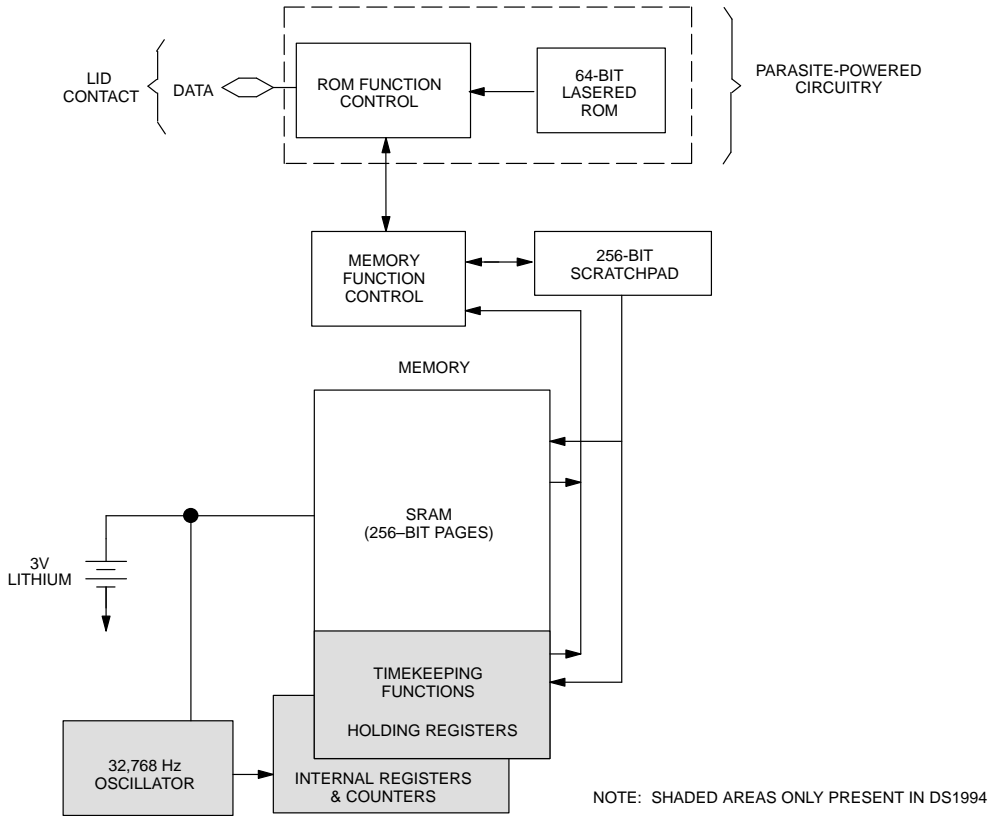 LID
CONTACT
DATA
ROM FUNCTION
CONTROL
64-BIT
LASERED
ROM
PARASITE-POWERED
CIRCUITRY
MEMORY
FUNCTION
CONTROL
256-BIT
SCRATCHPAD
MEMORY
SRAM
(256–BIT PAGES)
3V
LITHIUM
TIMEKEEPING
FUNCTIONS
HOLDING REGISTERS
32,768 Hz
OSCILLATOR
INTERNAL REGISTERS
& COUNTERS
NOTE: SHADED AREAS ONLY PRESENT IN DS1994